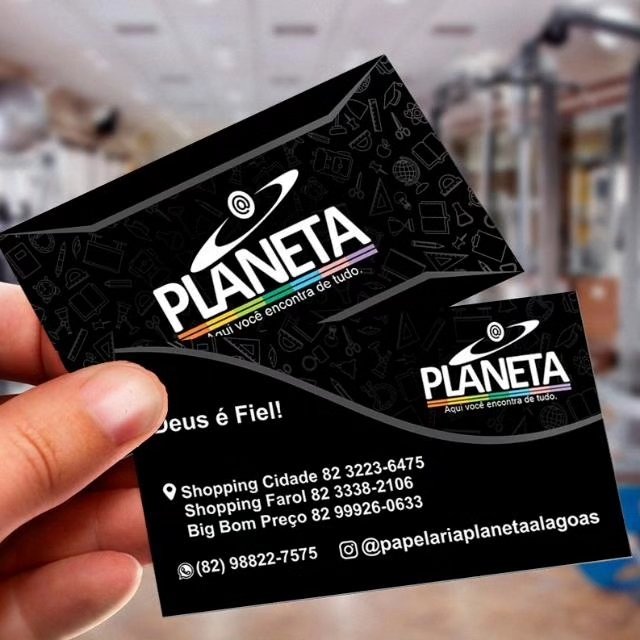 @
PLANETA
Aqui você encontra de tudo.
@
PLANETA
Aqui você encontra de tudo.
Deus é Fiel!
Shopping Cidade 82 3223-6475
Shopping Farol 82 3338-2106
Big Bom Preço 82 99926-0633
(82) 98822-7575 @papelariaplanetaalagoas